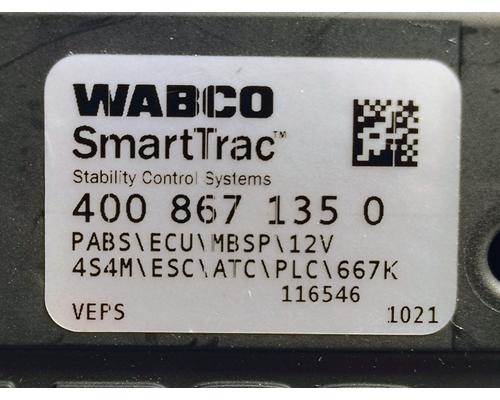 WABCO
SmartTrac™
Stability Control Systems
400 867 135 0
PABS\ECU\MBSP\12V
4S4M\ESC\ATC\PLC\667K
116546
VEPS 1021